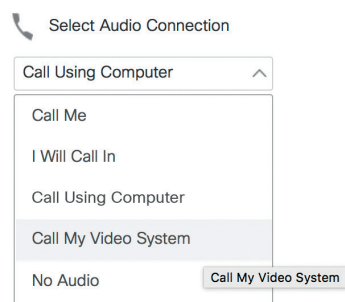 Select Audio Connection
Call Using Computer
Call Me
I Will Call In
Call Using Computer
Call My Video System
No Audio
Call My Video System